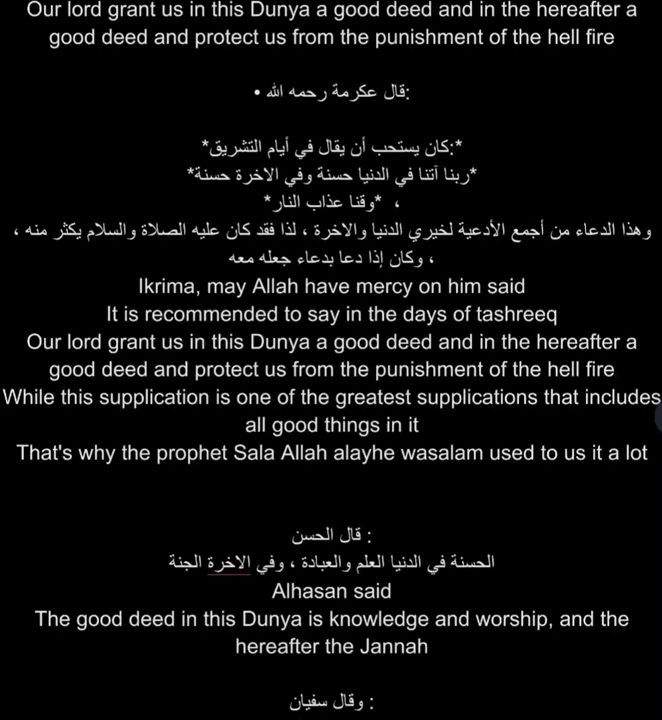 Our lord grant us in this Dunya a good deed and in the hereafter a
good deed and protect us from the punishment of the hell fire
• قال عكرمة رحمه الله:
*كان يستحب أن يقال في أيام التشريق:*
*ربنا آتنا في الدنيا حسنة وفي الاخرة حسنة*
، *وقنا عذاب النار*
وهذا الدعاء من أجمع الأدعية لخيري الدنيا والاخرة ، لذا فقد كان عليه الصلاة والسلام يكثر منه ،
، وكان إذا دعا بدعاء جعله معه
Ikrima, may Allah have mercy on him said
It is recommended to say in the days of tashreeq
Our lord grant us in this Dunya a good deed and in the hereafter a
good deed and protect us from the punishment of the hell fire
While this supplication is one of the greatest supplications that includes
all good things in it
That's why the prophet Sala Allah alayhe wasalam used to us it a lot
قال الحسن :
الحسنة في الدنيا العلم والعبادة ، وفي الاخرة الجنة
Alhasan said
The good deed in this Dunya is knowledge and worship, and the
hereafter the Jannah
وقال سفيان :